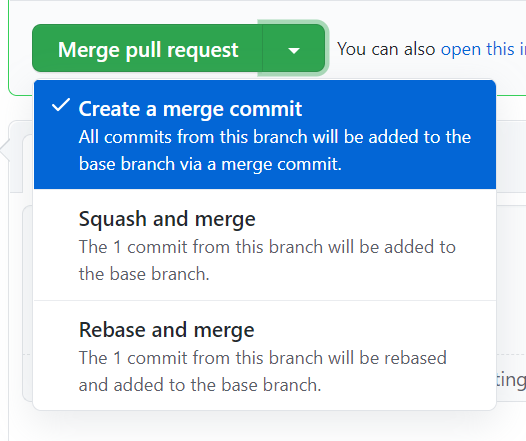 Merge pull request
You can also open this in
Create a merge commit
All commits from this branch will be added to the
base branch via a merge commit.
Squash and merge
The 1 commit from this branch will be added to
the base branch.
Rebase and merge
The 1 commit from this branch will be rebased
and added to the base branch.
ting